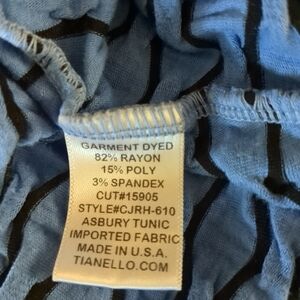 GARMENT DYED
82% RAYON
15% POLY
3% SPANDEX
CUT#15905
STYLE#CJRH-610
ASBURY TUNIC
IMPORTED FABRIC
MADE IN U.S.A.
TIANELLO.COM